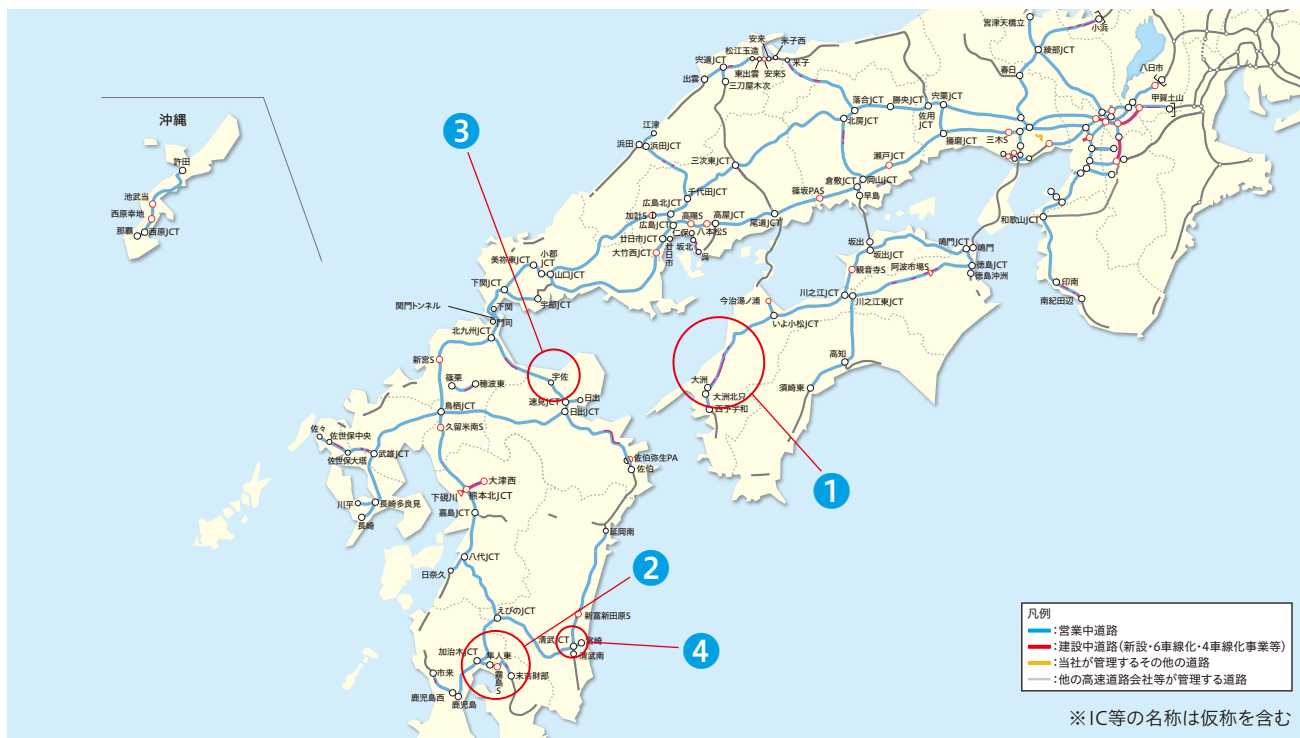 沖縄
許田
池武当
西原幸地
那覇
西原JCT
宮津天橋立
小浜
綾部JCT
春日
八日市
甲賀土山
安来
米子西
松江玉造
宍道JCT
東出雲
安来S
米子
出雲
三刀屋木次
落合JCT
勝央JCT
宍粟JCT
佐用
JCT
北房JCT
播磨JCT
三木S
江津
浜田
浜田JCT
三次東JCT
瀬戸JCT
倉敷JCT
岡山JCT
早島
篠坂PAS
千代田JCT
広島北JCT
加計S
高陽S
高屋JCT
尾道JCT
広島JCT
仁保
八本松S
廿日市JCT
廿日市
坂北
呉
大竹西JCT
和歌山JCT
印南
南紀田辺
坂出
坂出JCT
鳴門JCT
鳴門
徳島JCT
徳島沖洲
観音寺S
阿波市場S
川之江JCT
川之江東JCT
今治湯ノ浦
いよ小松JCT
高知
須崎東
大洲
大洲北只
西予宇和
美祢東JCT
小郡
JCT
山口JCT
下関JCT
宇部JCT
関門トンネル
下関
門司
北九州JCT
新宮S
篠栗
穂波東
宇佐
速見JCT
日出
日出JCT
鳥栖JCT
久留米南S
佐々
佐世保中央
佐世保大塔
武雄JCT
佐伯弥生PA
佐伯
大津西
下硯川
熊本北JCT
嘉島JCT
川平
長崎多良見
長崎
延岡南
八代JCT
日奈久
えびのJCT
新富新田原S
清武JCT
宮崎
清武南
加治木JCT
隼人東
霧島S
末吉財部
市来
鹿児島西
鹿児島
3
1
2
4
凡例
:営業中道路
:建設中道路(新設・6車線化・4車線化事業等)
:当社が管理するその他の道路
:他の高速道路会社等が管理する道路
※IC等の名称は仮称を含む